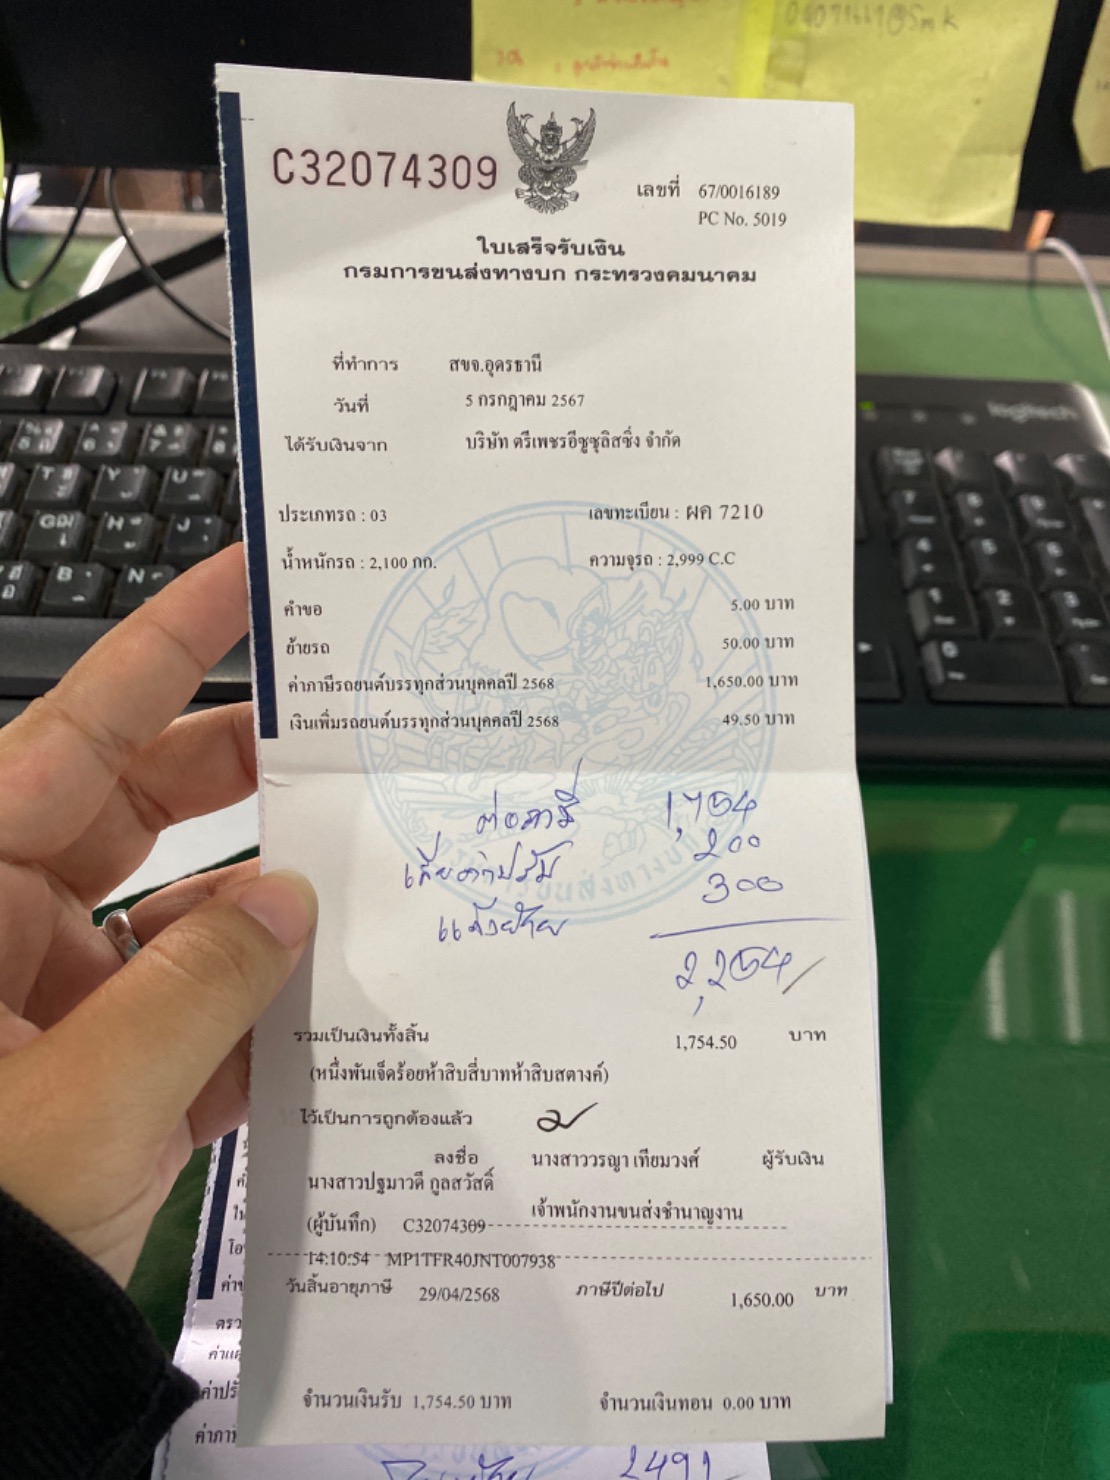 C32074309
เลขที่ 67/0016189
PC No. 5019
ใบเสร็จรับเงิน
กรมการขนส่งทางบก กระทรวงคมนาคม
ที่ทำการ สขจ.อุดรธานี
วันที่ 5 กรกฎาคม 2567
ได้รับเงินจาก บริษัท ตรีเพชรอีซูซุลิสซิ่ง จำกัด
ประเภทรถ : 03 เลขทะเบียน : ผค 7210
น้ำหนักรถ : 2,100 กก. ความจุรถ : 2,999 C.C
คำขอ 5.00 บาท
ย้ายรถ 50.00 บาท
ค่าภาษีรถยนต์บรรทุกส่วนบุคคลปี 2568 1,650.00 บาท
เงินเพิ่มรถยนต์บรรทุกส่วนบุคคลปี 2568 49.50 บาท
ต่อภาษี 1,754
เสียค่าปรับ 200
แจ้งย้าย 300
2,254/
รวมเป็นเงินทั้งสิ้น 1,754.50 บาท
(หนึ่งพันเจ็ดร้อยห้าสิบสี่บาทห้าสิบสตางค์)
ไว้เป็นการถูกต้องแล้ว
ลงชื่อ นางสาววรญา เทียมวงศ์ ผู้รับเงิน
นางสาวปฐมาวดี กูลสวัสดิ์
เจ้าพนักงานขนส่งชำนาญงาน
(ผู้บันทึก) C32074309
14:10:54 MP1TFR40JNT007938
วันสิ้นอายุภาษี 29/04/2568 ภาษีปีต่อไป 1,650.00 บาท
จำนวนเงินรับ 1,754.50 บาท จำนวนเงินทอน 0.00 บาท
2491
logitech